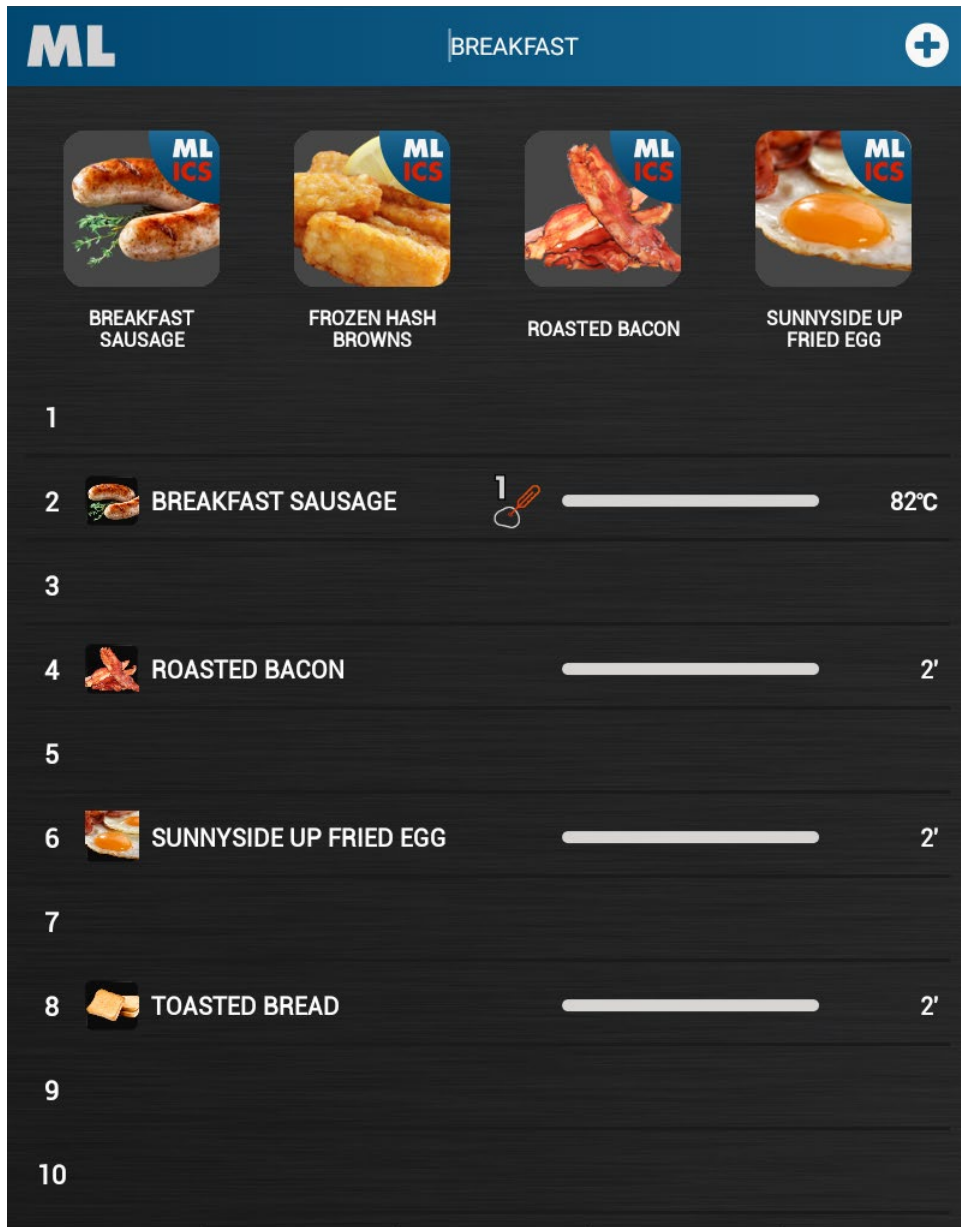 ML
BREAKFAST
ML
ICS
ML
ICS
ML
ICS
ML
ICS
BREAKFAST
SAUSAGE
FROZEN HASH
BROWNS
ROASTED BACON
SUNNYSIDE UP
FRIED EGG
1
2 BREAKFAST SAUSAGE 1 82°C
3
4 ROASTED BACON 2'
5
6 SUNNYSIDE UP FRIED EGG 2'
7
8 TOASTED BREAD 2'
9
10